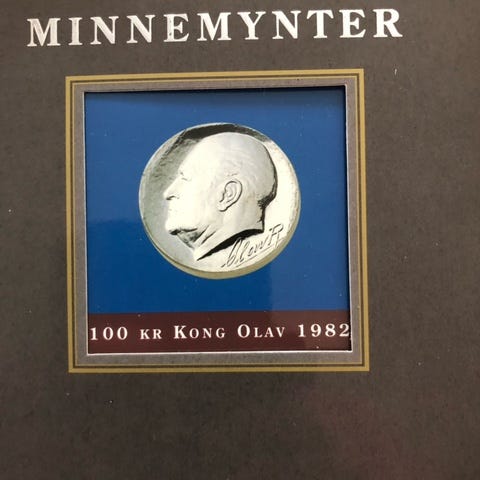 MINNEMYNTER
Olav R
100 KR KONG OLAV 1982